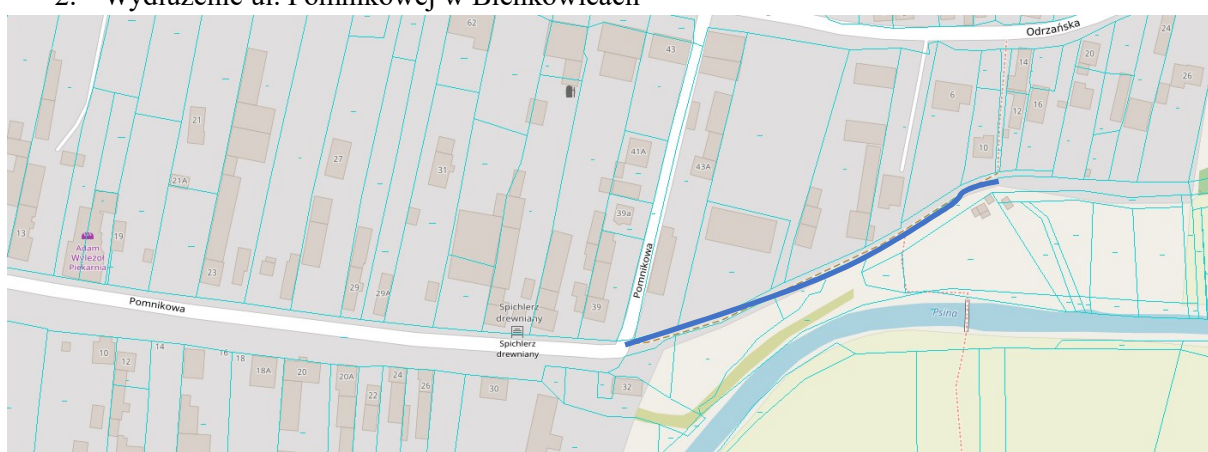 2. Wydłużenie ul. Pomnikowej w Bieńkowicach
62
43
Odrzańska
24
20
14
26
6
12
16
21
27
31
41A
43A
10
21A
39a
13
Adam
Wyleżoł
Piekarnia
19
23
29
29A
39
Pomnikowa
Pomnikowa
Spichlerz
drewniany
Spichlerz
drewniany
Psina
10
12
14
16
18
18A
20
20A
22
24
26
30
32